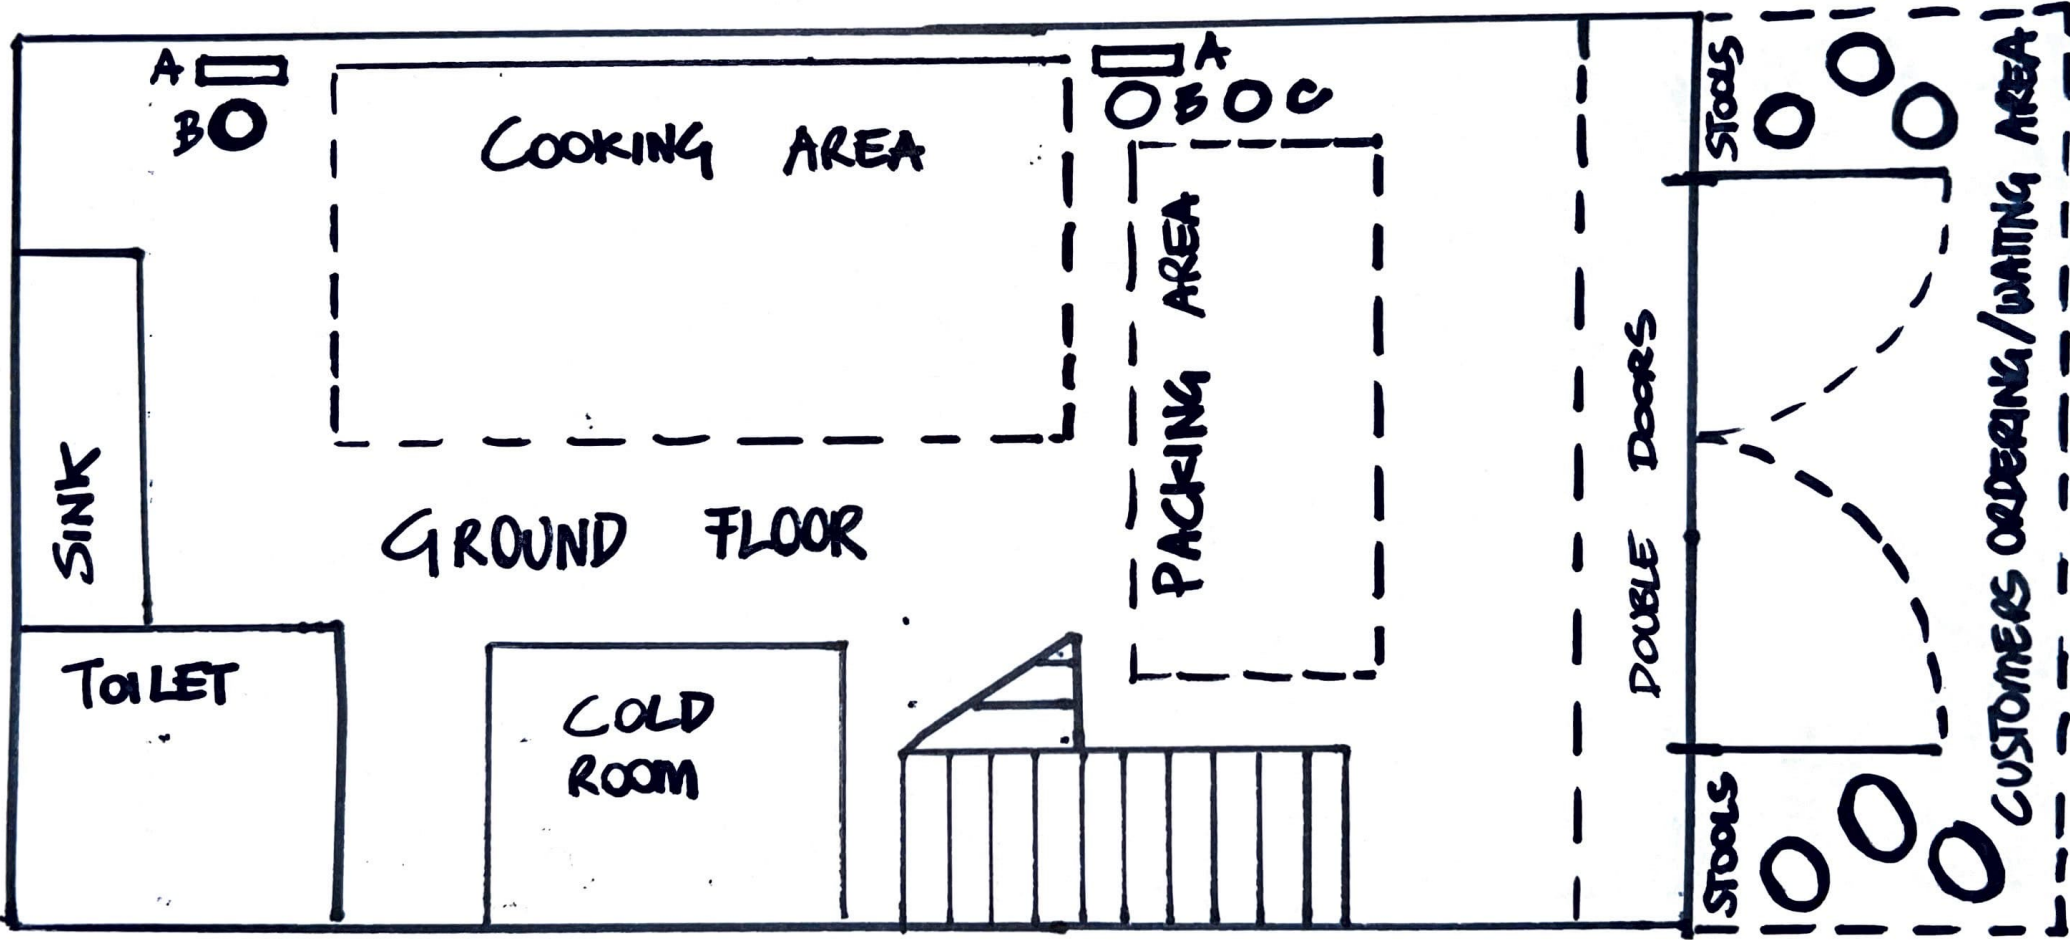 A
B
COOKING AREA
A
B C
PACKING AREA
GROUND FLOOR
SINK
TOILET
COLD
ROOM
DOUBLE DOORS
STOOLS
STOOLS
CUSTOMERS ORDERING/WAITING AREA